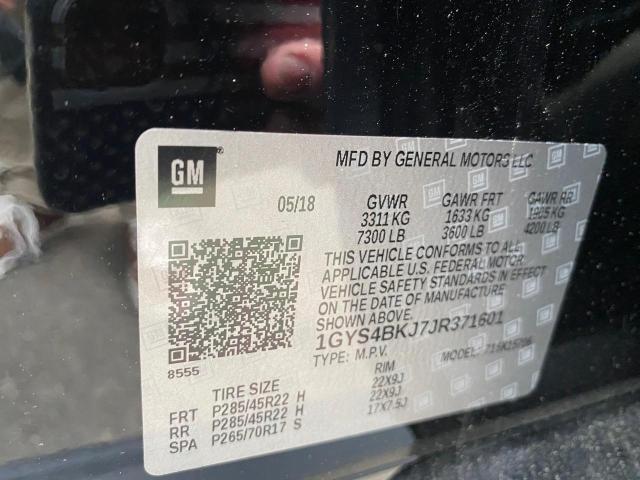 GM
MFD BY GENERAL MOTORS LLC
05/18
GVWR GAWR FRT GAWR RR
3311 KG 1633 KG 1905 KG
7300 LB 3600 LB 4200 LB
THIS VEHICLE CONFORMS TO ALL
APPLICABLE U.S. FEDERAL MOTOR
VEHICLE SAFETY STANDARDS IN EFFECT
ON THE DATE OF MANUFACTURE
SHOWN ABOVE.
1GYS4BKJ7JR371601
TYPE: M.P.V. MODEL:
8555
TIRE SIZE RIM
FRT P285/45R22 H 22X9J
RR P285/45R22 H 22X9J
SPA P265/70R17 S 17X7.5J